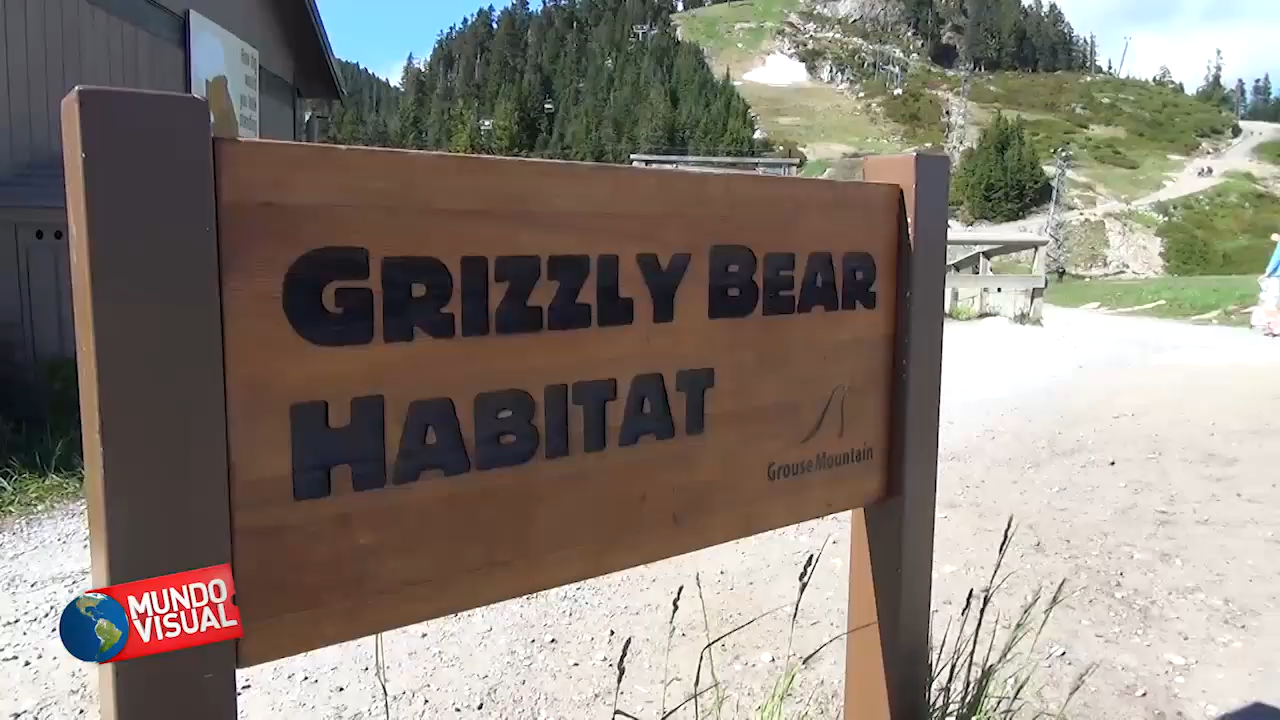 GRIZZLY BEAR
HABITAT
Grouse Mountain
MUNDO
VISUAL